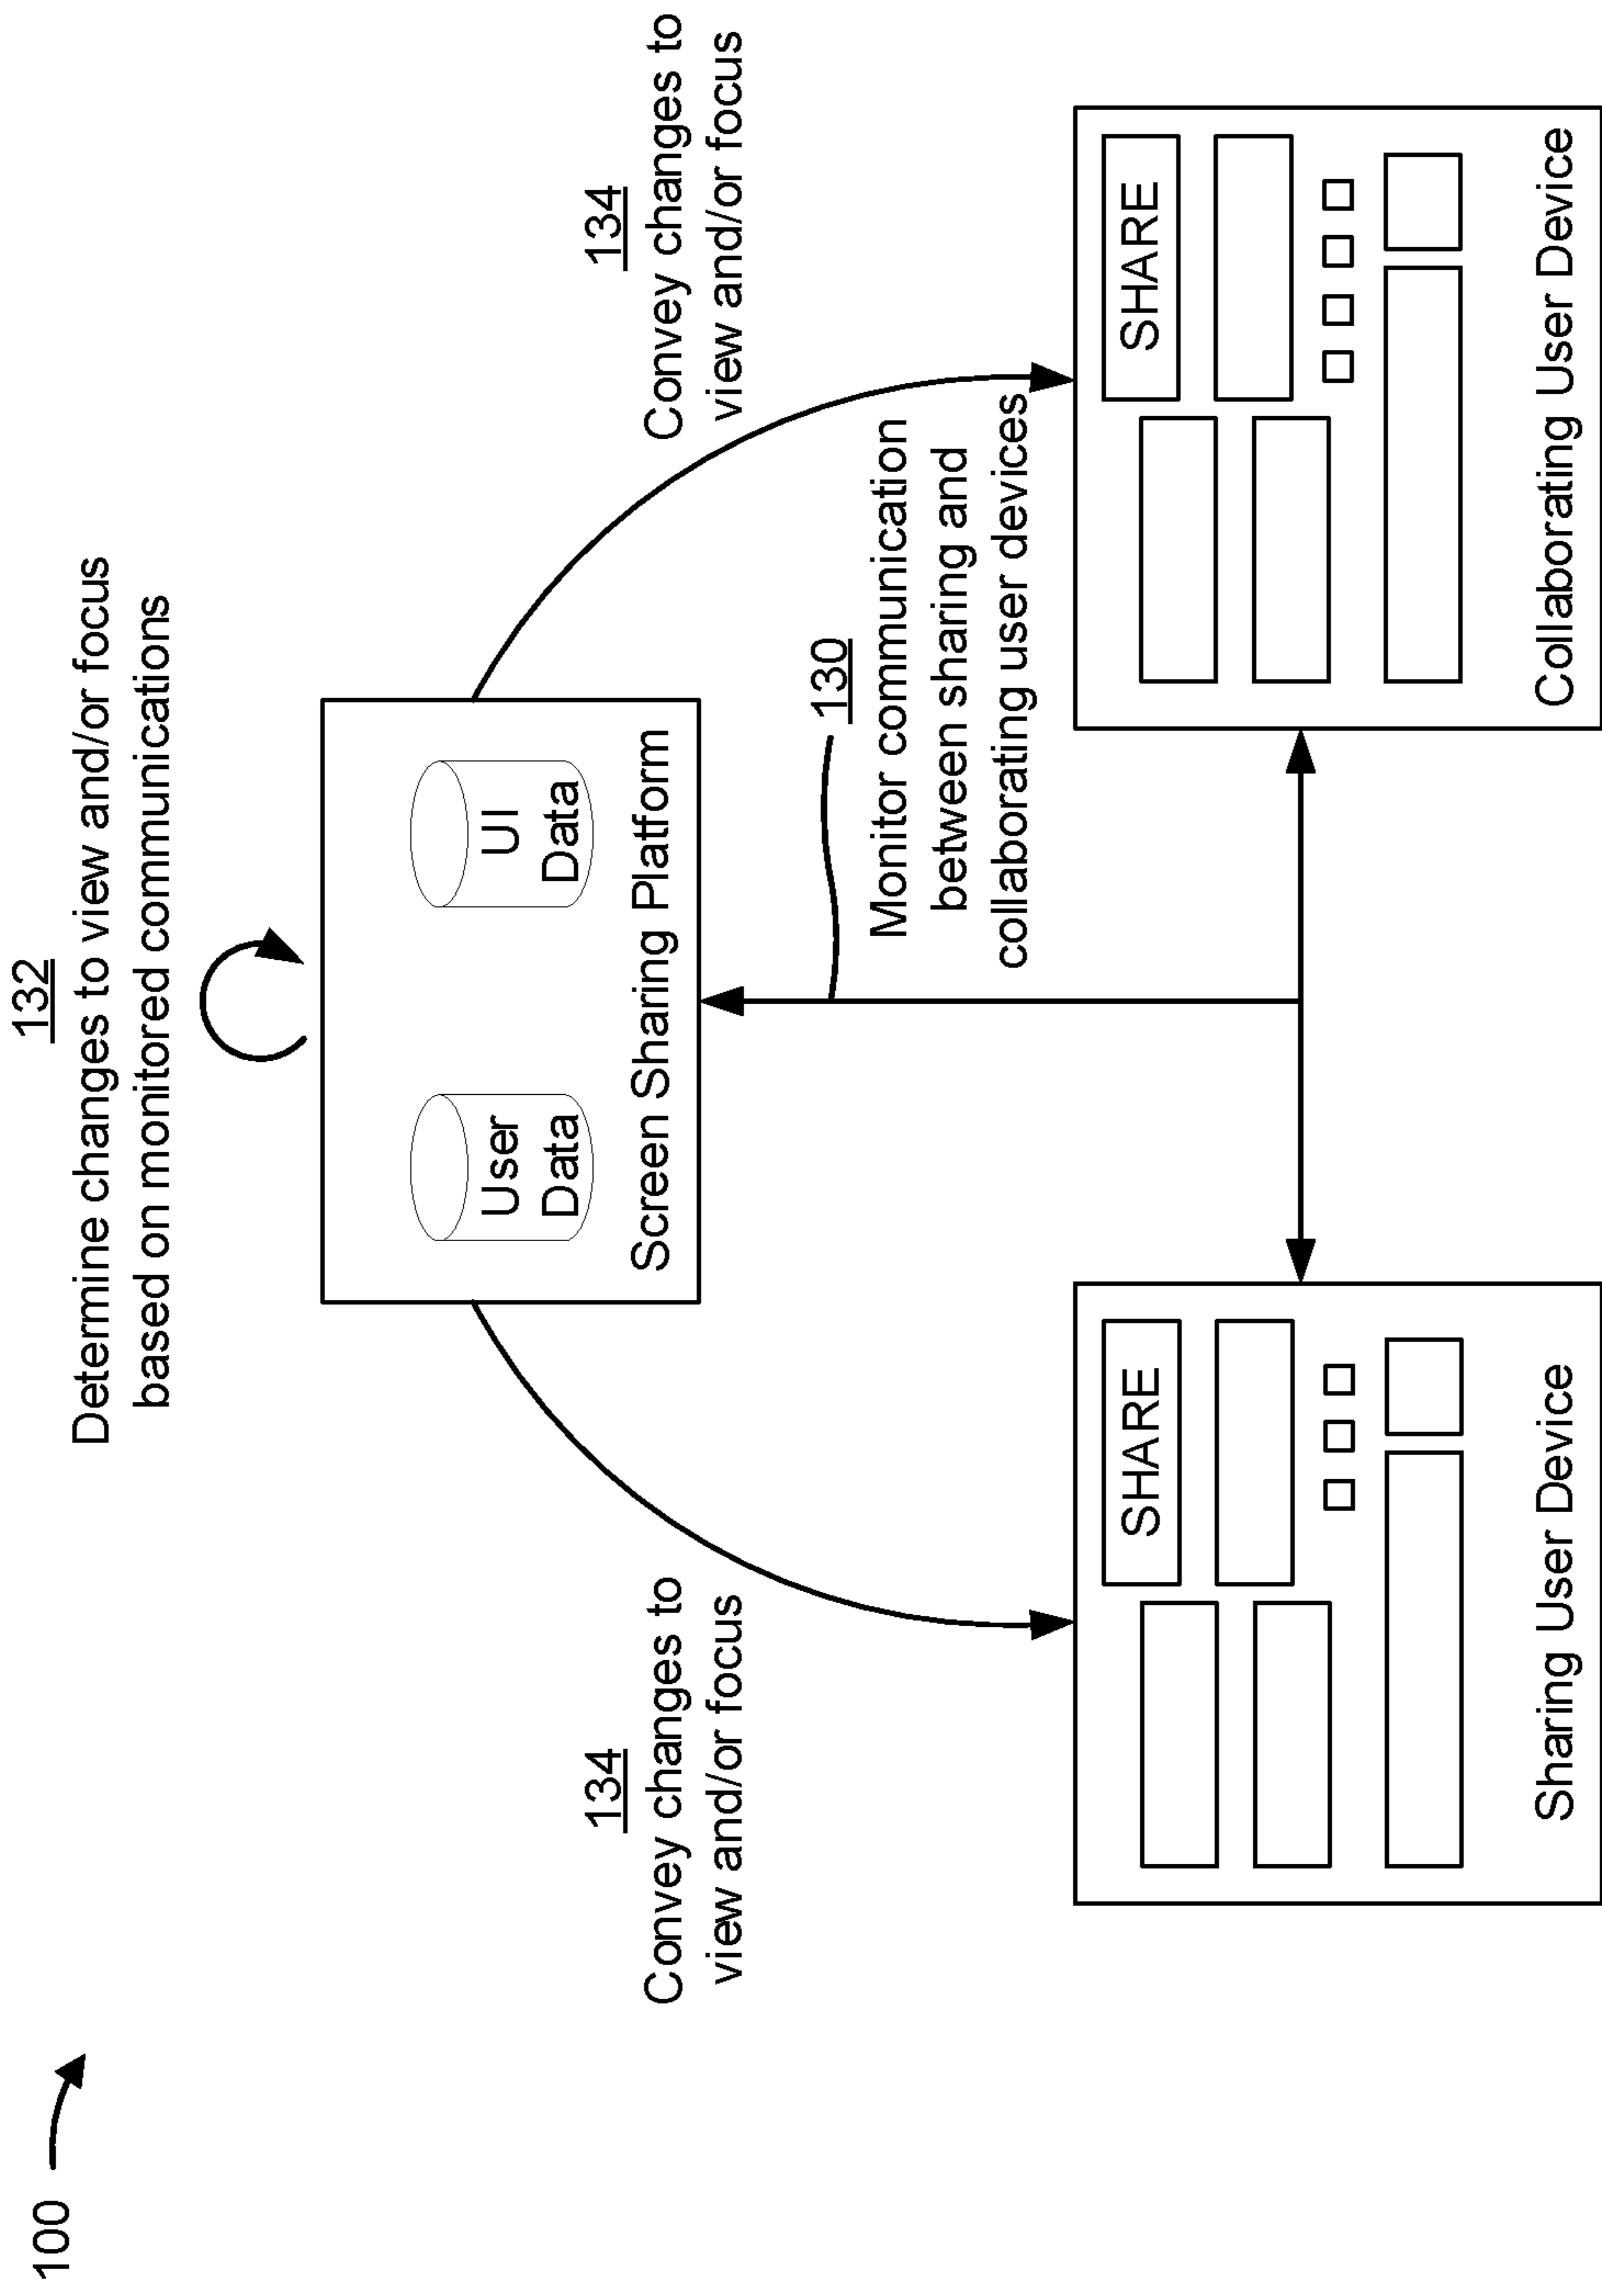 100
132
Determine changes to view and/or focus
based on monitored communications
User
Data
UI
Data
Screen Sharing Platform
134
Convey changes to
view and/or focus
134
Convey changes to
view and/or focus
130
Monitor communication
between sharing and
collaborating user devices
SHARE
Sharing User Device
SHARE
Collaborating User Device